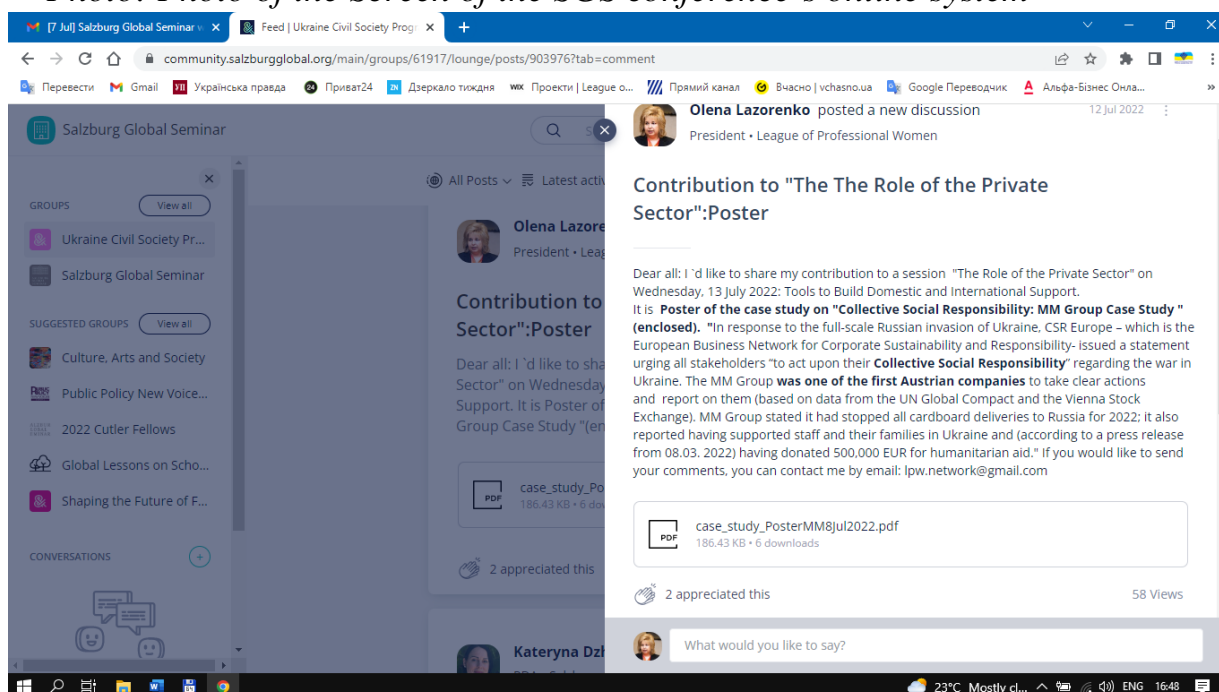 Photo: Photo of the Screen of the SGS conference's online system
[7 Jul] Salzburg Global Seminar
Feed | Ukraine Civil Society Prog
community.salzburgglobal.org/main/groups/61917/lounge/posts/903976?tab=comment
Перевести Gmail Українська правда Приват24 Дзеркало тижня WIX Проекти | League o... Прямий канал Вчасно | vchasno.ua Google Переводчик Альфа-Бізнес Онла... »
Salzburg Global Seminar
GROUPS View all
Ukraine Civil Society Pr...
Salzburg Global Seminar
SUGGESTED GROUPS View all
Culture, Arts and Society
Public Policy New Voice...
2022 Cutler Fellows
Global Lessons on Scho...
Shaping the Future of F...
CONVERSATIONS
All Posts Latest activ
Olena Lazore
President • Leag
Contribution to
Sector":Poster
Dear all: I `d like to sha
Sector" on Wednesday
Support. It is Poster of
Group Case Study "(en
PDF
case_study_Po
186.43 KB • 6 dow
2 appreciated this
Kateryna Dzh
Olena Lazorenko posted a new discussion 12 Jul 2022
President • League of Professional Women
Contribution to "The The Role of the Private
Sector":Poster
Dear all: I `d like to share my contribution to a session "The Role of the Private Sector" on
Wednesday, 13 July 2022: Tools to Build Domestic and International Support.
It is Poster of the case study on "Collective Social Responsibility: MM Group Case Study "
(enclosed). "In response to the full-scale Russian invasion of Ukraine, CSR Europe – which is the
European Business Network for Corporate Sustainability and Responsibility- issued a statement
urging all stakeholders "to act upon their Collective Social Responsibility" regarding the war in
Ukraine. The MM Group was one of the first Austrian companies to take clear actions
and report on them (based on data from the UN Global Compact and the Vienna Stock
Exchange). MM Group stated it had stopped all cardboard deliveries to Russia for 2022; it also
reported having supported staff and their families in Ukraine and (according to a press release
from 08.03. 2022) having donated 500,000 EUR for humanitarian aid." If you would like to send
your comments, you can contact me by email: lpw.network@gmail.com
PDF
case_study_PosterMM8Jul2022.pdf
186.43 KB • 6 downloads
2 appreciated this 58 Views
What would you like to say?
23°C Mostly cl... ENG 16:48